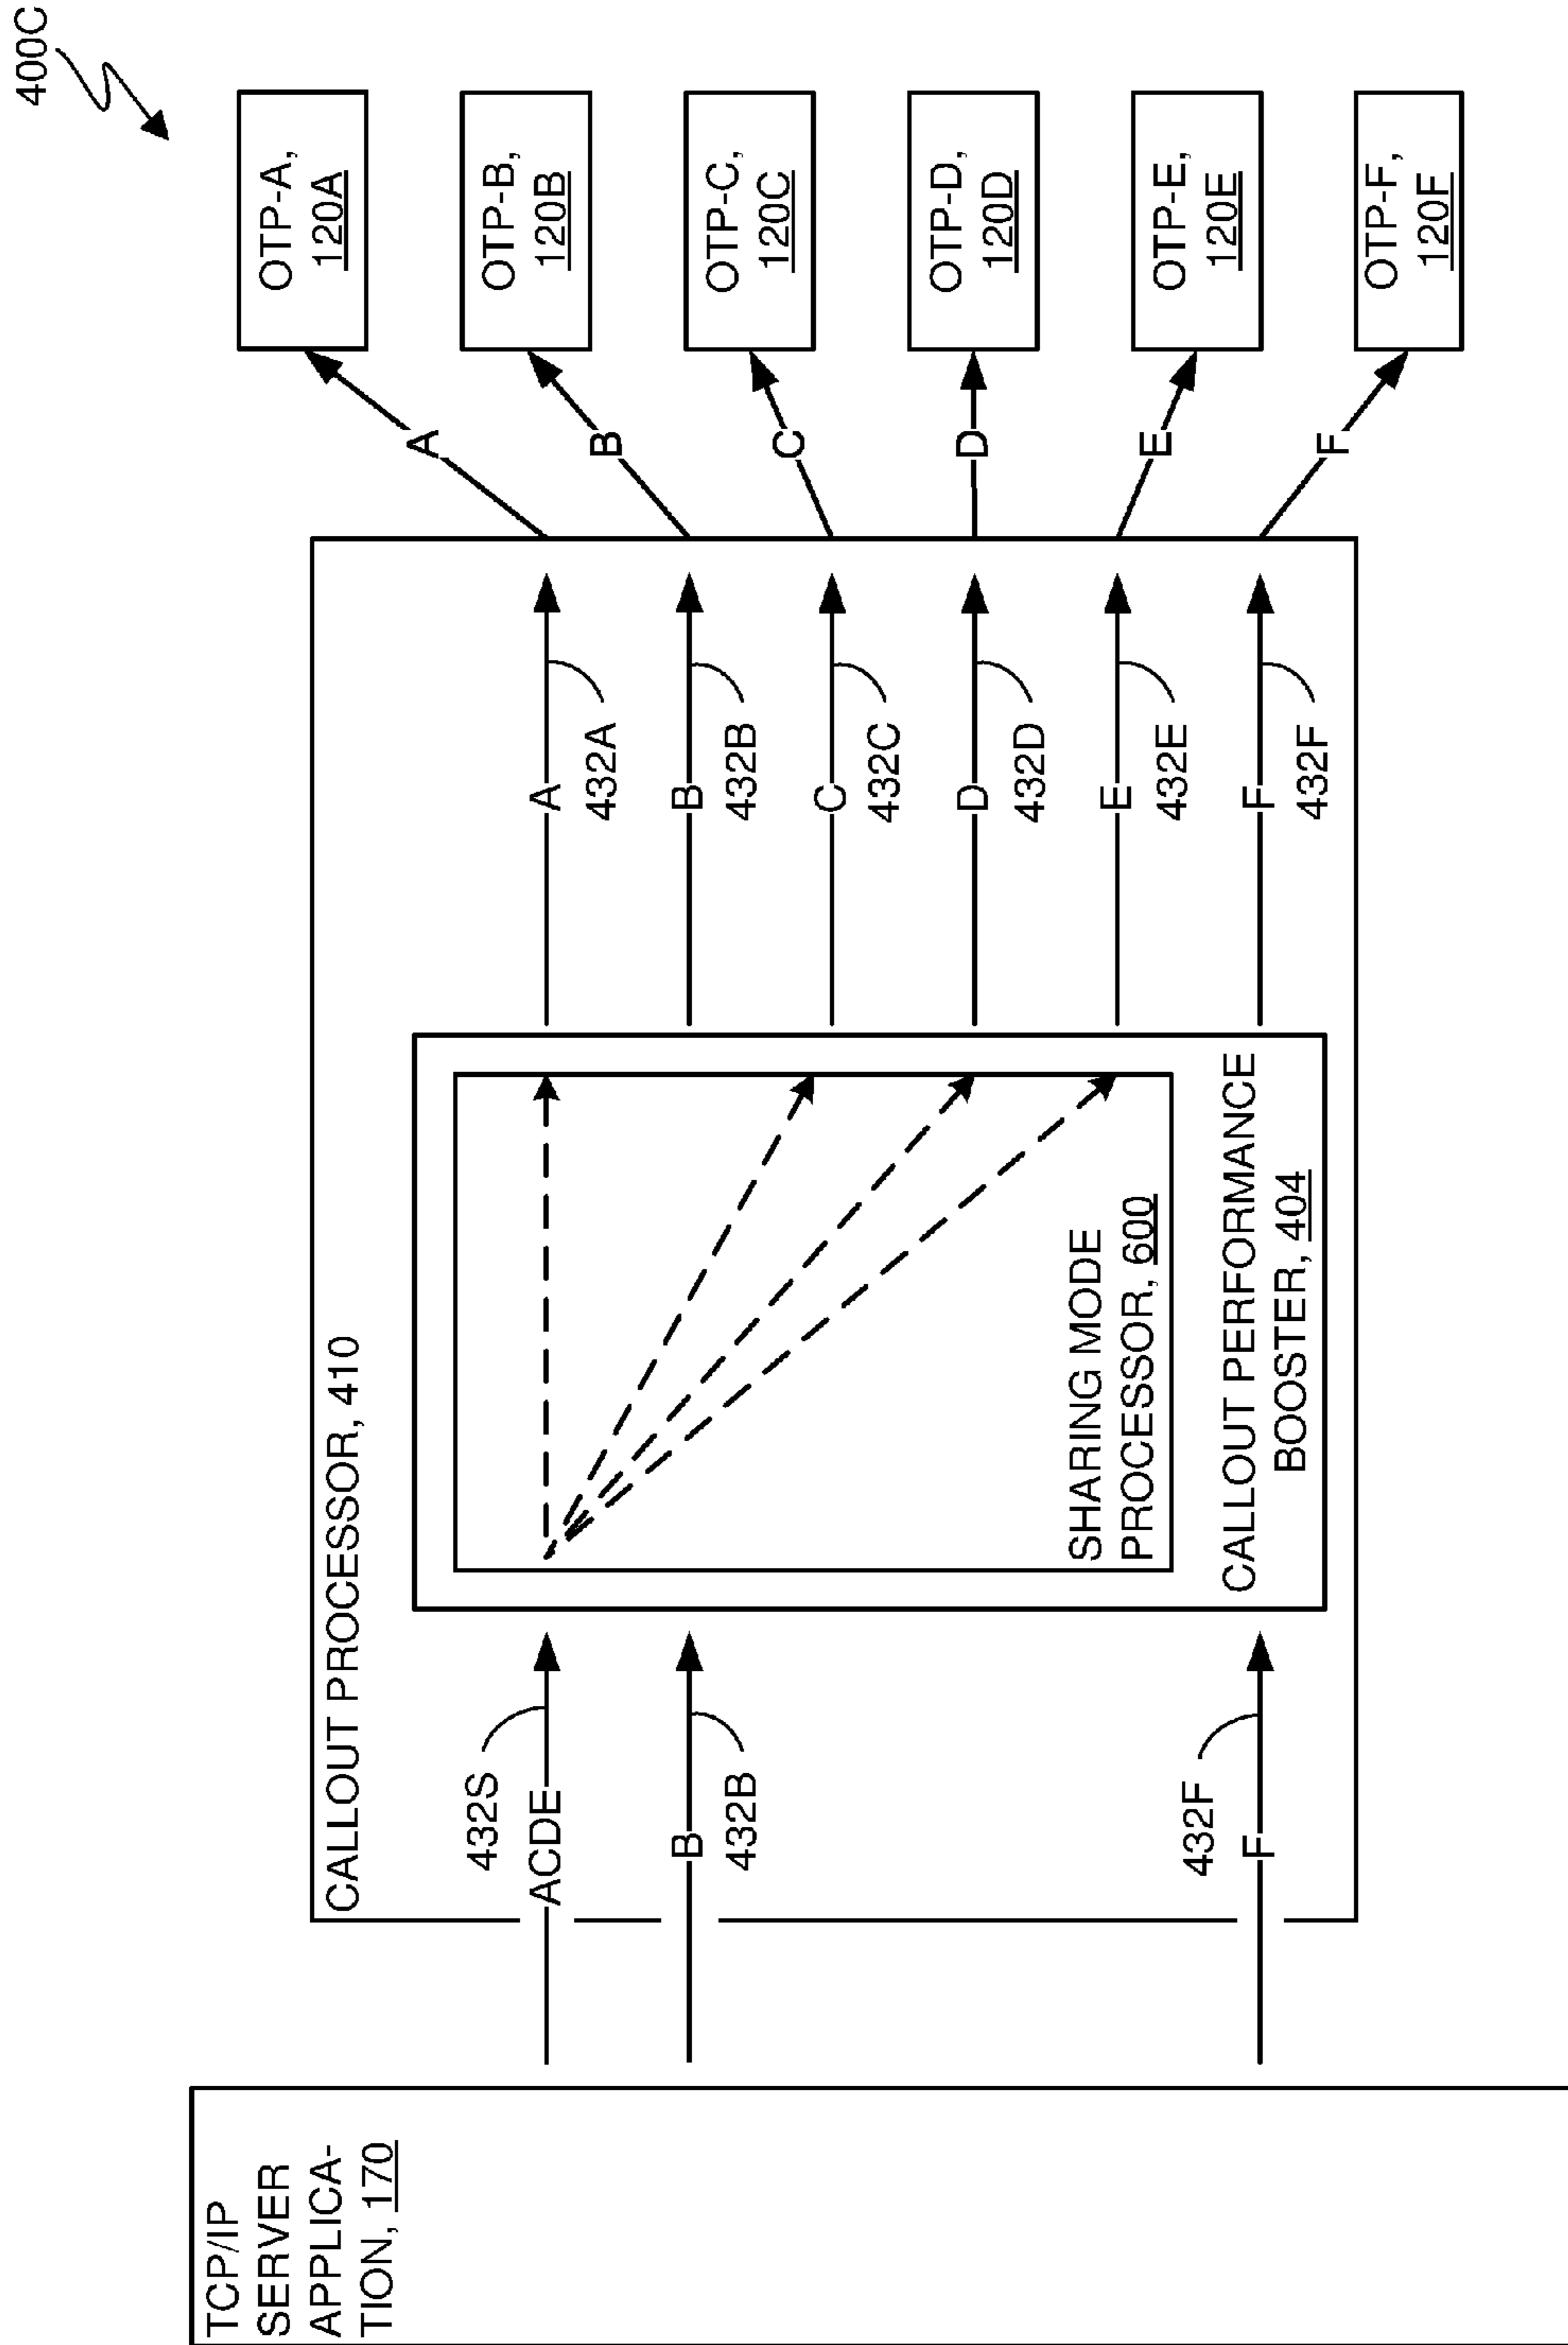 400C
TCP/IP
SERVER
APPLICA-
TION, 170
CALLOUT PROCESSOR, 410
432S
ACDE
B
432B
432F
F
SHARING MODE
PROCESSOR, 600
CALLOUT PERFORMANCE
BOOSTER, 404
A
432A
B
432B
C
432C
D
432D
E
432E
F
432F
A
B
C
D
E
F
OTP-A,
120A
OTP-B,
120B
OTP-C,
120C
OTP-D,
120D
OTP-E,
120E
OTP-F,
120F